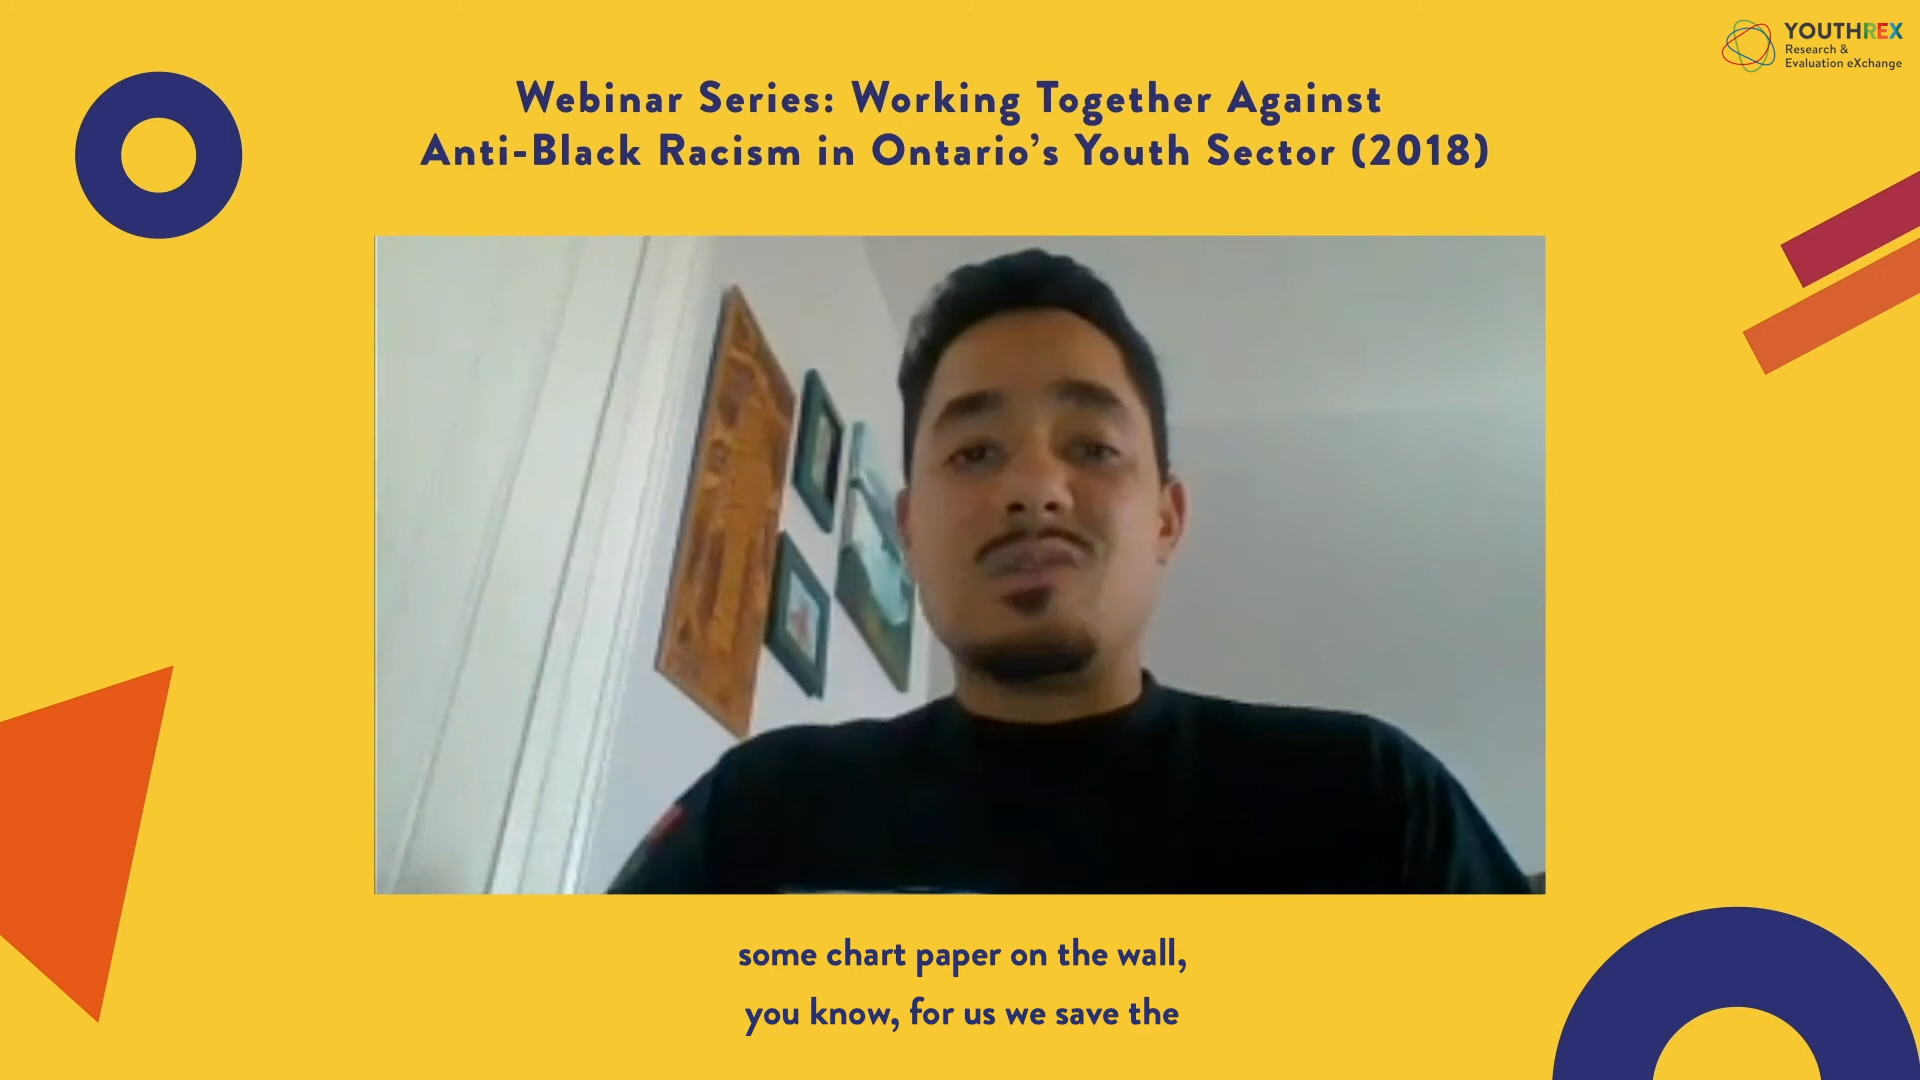 YOUTHREX
Research &
Evaluation eXchange
Webinar Series: Working Together Against
Anti-Black Racism in Ontario’s Youth Sector (2018)
some chart paper on the wall,
you know, for us we save the